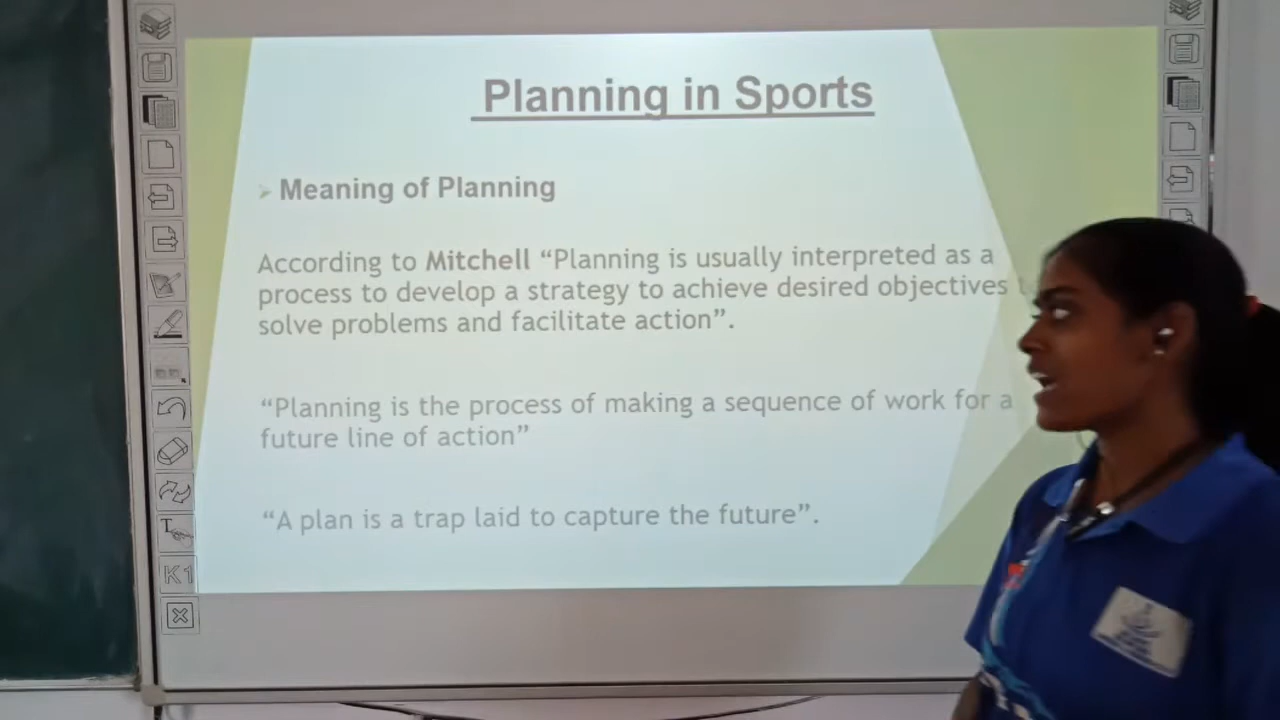 Planning in Sports
Meaning of Planning
According to Mitchell “Planning is usually interpreted as a
process to develop a strategy to achieve desired objectives
solve problems and facilitate action”.
“Planning is the process of making a sequence of work for a
future line of action”
“A plan is a trap laid to capture the future”.
T
K1